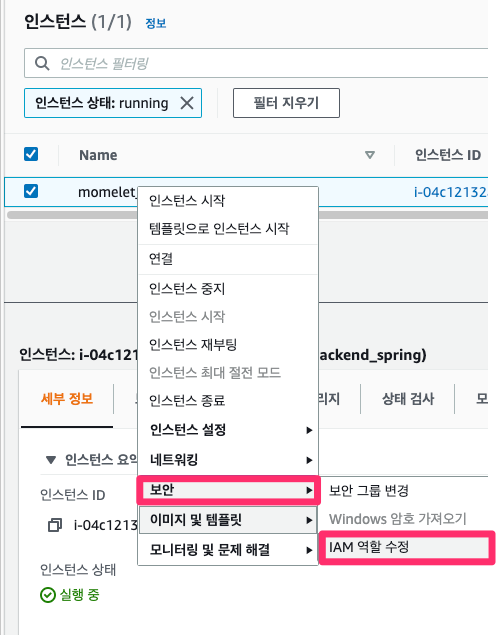 인스턴스 (1/1) 정보
인스턴스 필터링
인스턴스 상태: running
필터 지우기
Name 인스턴스 ID
momelet_ i-04c12132
인스턴스 시작
템플릿으로 인스턴스 시작
연결
인스턴스 중지
인스턴스 시작
인스턴스: i-04c121 ackend_spring)
인스턴스 재부팅
인스턴스 최대 절전 모드
세부 정보 리지 상태 검사 모
인스턴스 종료
인스턴스 설정
인스턴스 요약
네트워킹
인스턴스 ID
보안 보안 그룹 변경
i-04c1213
이미지 및 템플릿 Windows 암호 가져오기
모니터링 및 문제 해결 IAM 역할 수정
인스턴스 상태
실행 중